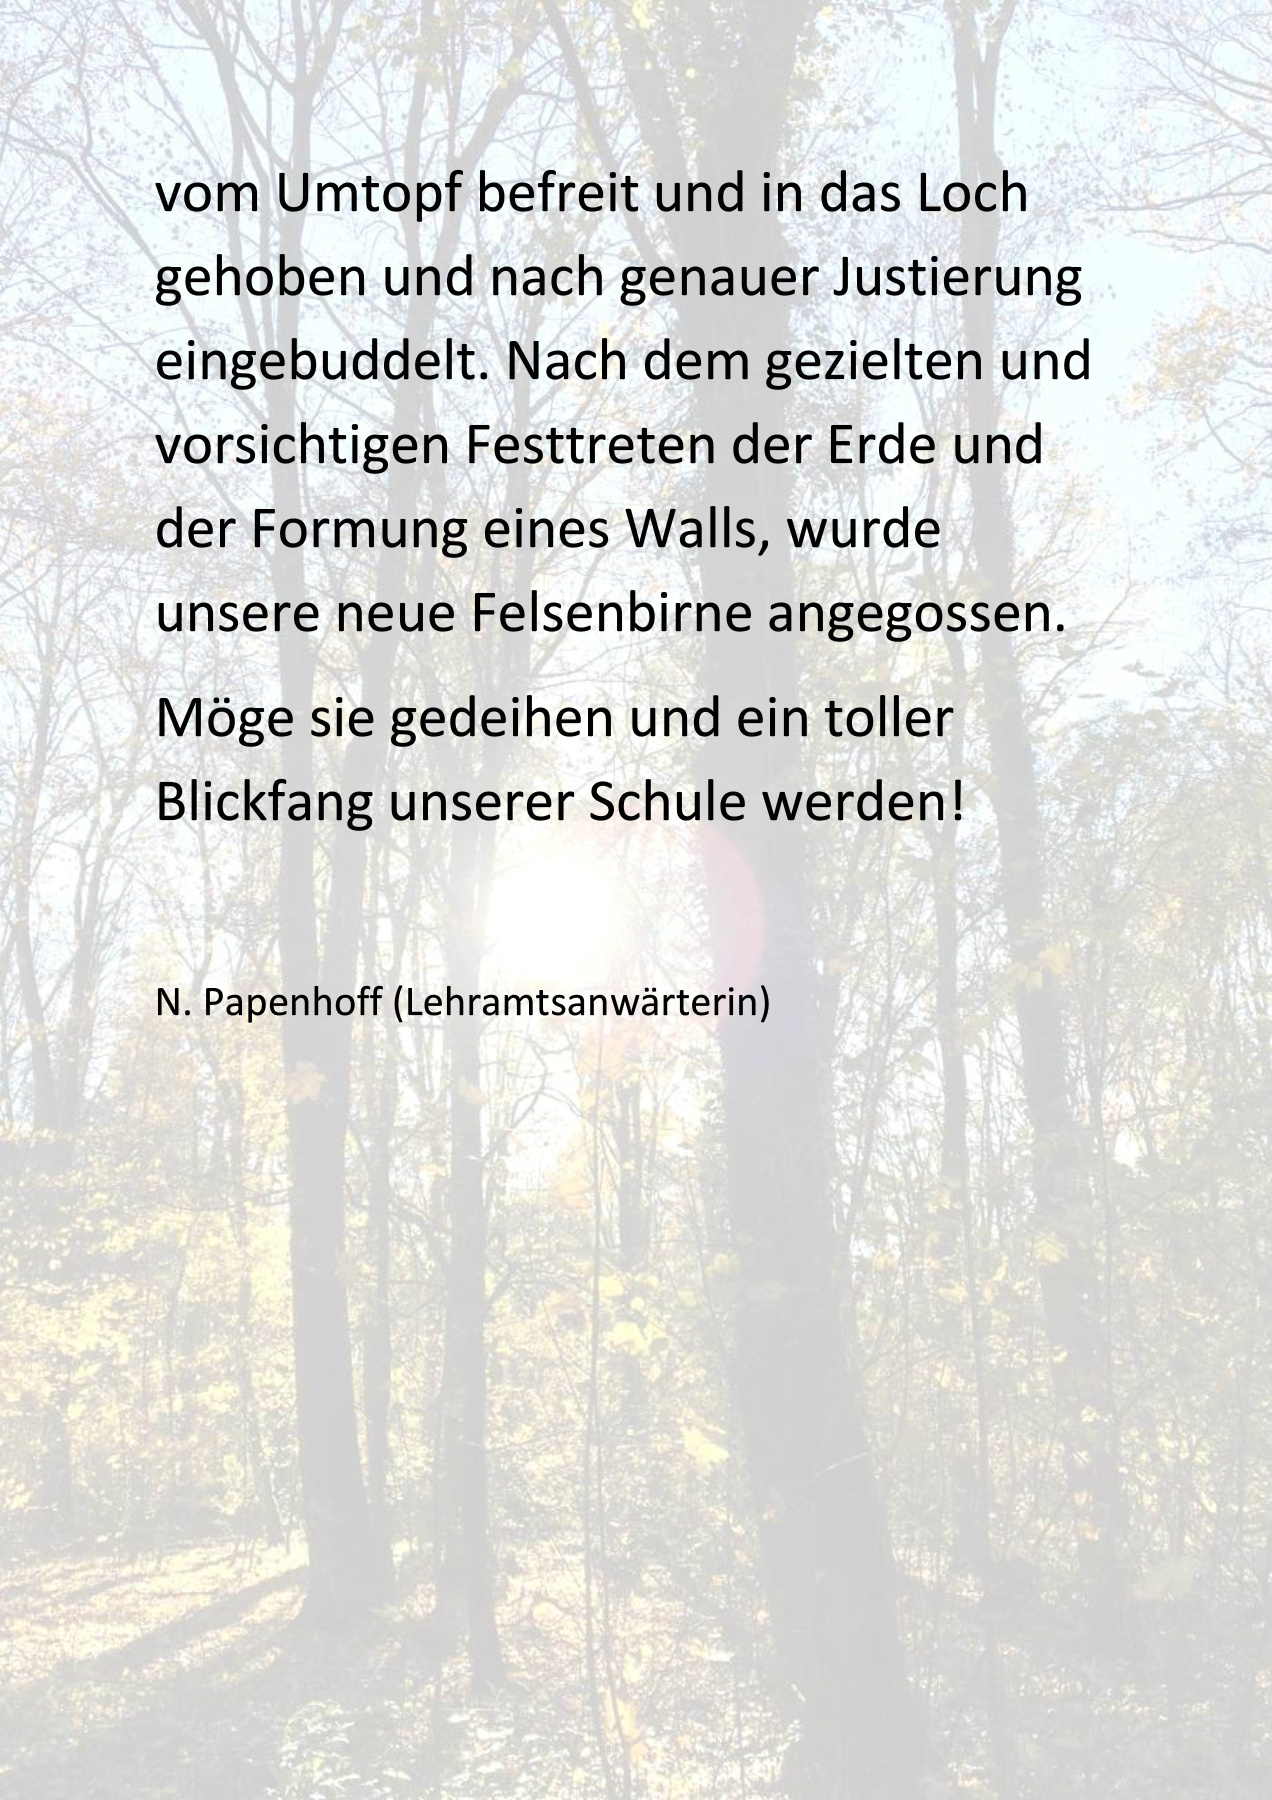 vom Umtopf befreit und in das Loch
gehoben und nach genauer Justierung
eingebuddelt. Nach dem gezielten und
vorsichtigen Festtreten der Erde und
der Formung eines Walls, wurde
unsere neue Felsenbirne angegossen.
Möge sie gedeihen und ein toller
Blickfang unserer Schule werden!
N. Papenhoff (Lehramtsanwärterin)